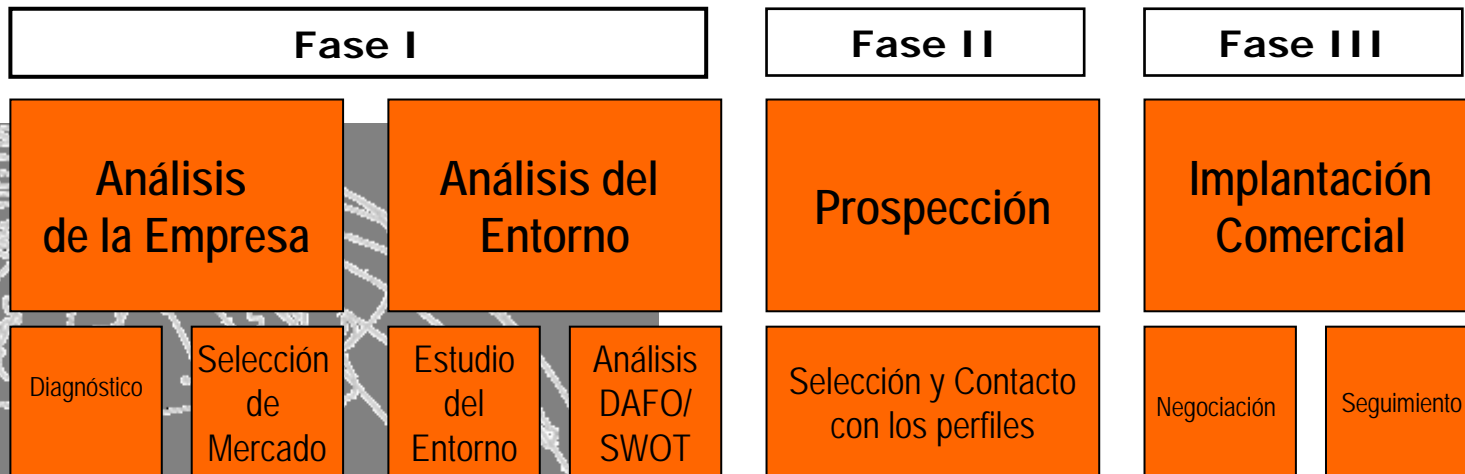 Fase I
Fase II
Fase III
Análisis
de la Empresa
Análisis del
Entorno
Prospección
Implantación
Comercial
Diagnóstico
Selección
de
Mercado
Estudio
del
Entorno
Análisis
DAFO/
SWOT
Selección y Contacto
con los perfiles
Negociación
Seguimiento